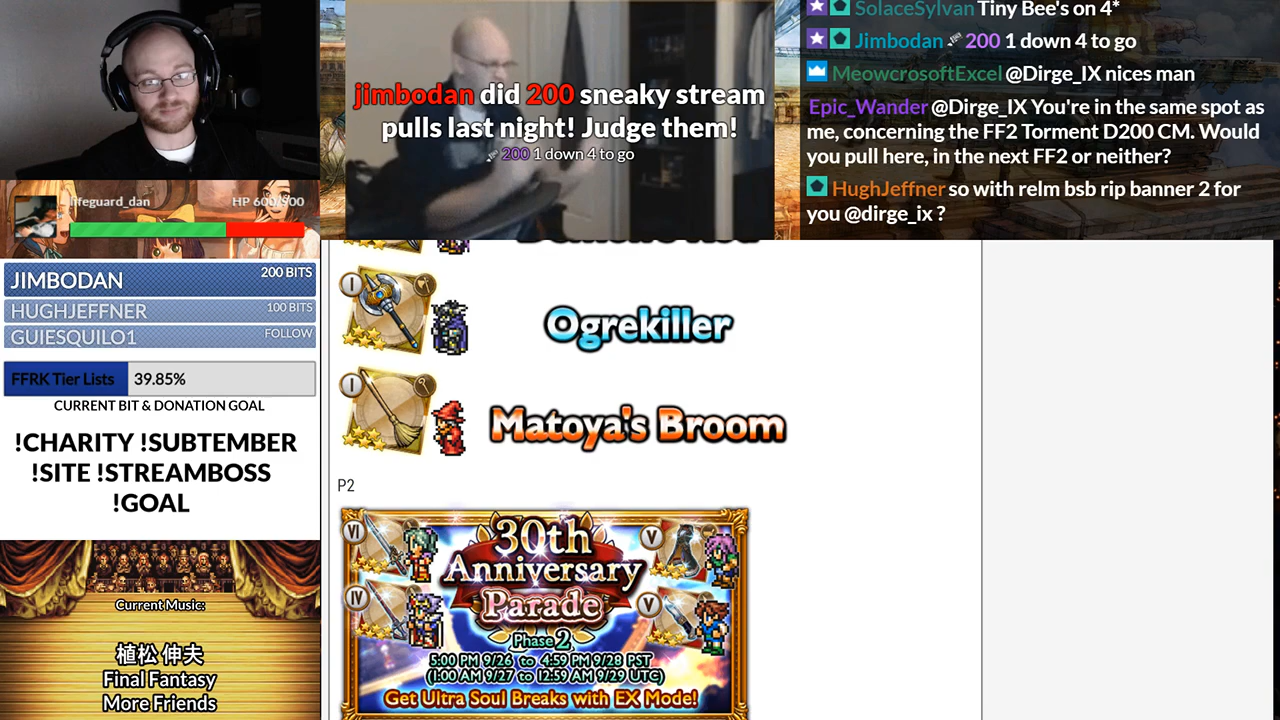 SolaceSylvan Tiny Bee's on 4*
Jimbodan 200 1 down 4 to go
MeowcrosoftExcel @Dirge_IX nices man
Epic_Wander @Dirge_IX You're in the same spot as
me, concerning the FF2 Torment D200 CM. Would
you pull here, in the next FF2 or neither?
HughJeffner so with relm bsb rip banner 2 for
you @dirge_ix ?
jimbodan did 200 sneaky stream
pulls last night! Judge them!
200 1 down 4 to go
lifeguard_dan HP 600/900
JIMBODAN 200 BITS
HUGHJEFFNER 100 BITS
GUIESQUILO1 FOLLOW
FFRK Tier Lists 39.85%
CURRENT BIT & DONATION GOAL
!CHARITY !SUBTEMBER
!SITE !STREAMBOSS
!GOAL
Current Music:
植松 伸夫
Final Fantasy
More Friends
I
Ogrekiller
I
Matoya's Broom
P2
VI
V
30th
Anniversary
Parade
IV
V
Phase 2
5:00 PM 9/26 to 4:59 PM 9/28 PST
(1:00 AM 9/27 to 12:59 AM 9/29 UTC)
Get Ultra Soul Breaks with EX Mode!